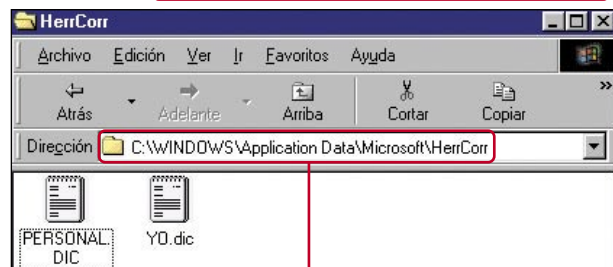 HerrCorr
Archivo Edición Ver Ir Favoritos Ayuda
Atrás Adelante Arriba Cortar Copiar »
Dirección C:\WINDOWS\Application Data\Microsoft\HerrCorr
PERSONAL.DIC YO.dic